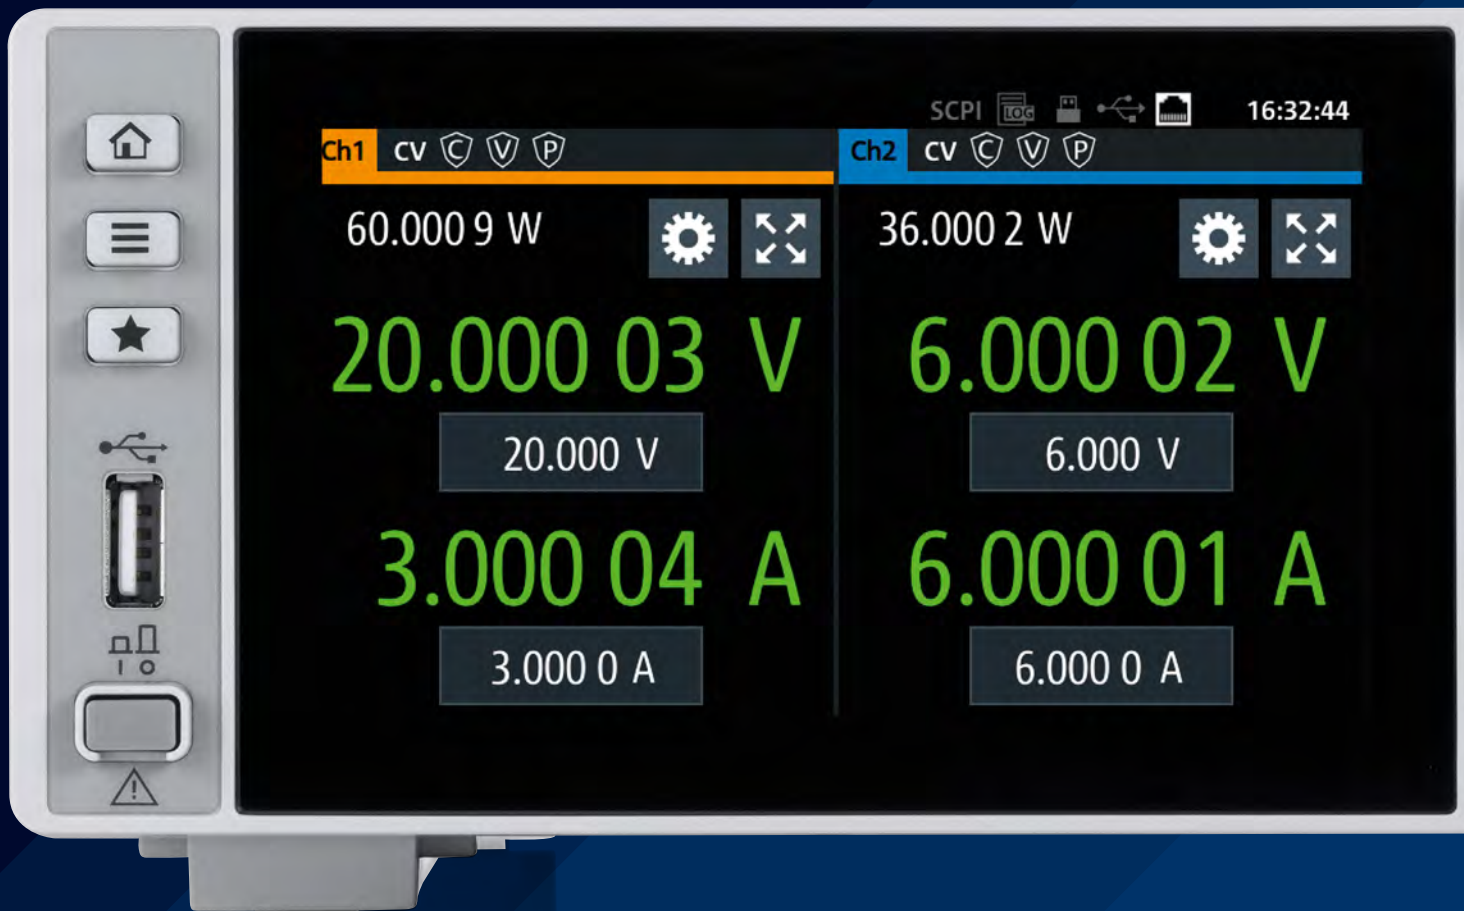 SCPI LOG 16:32:44
Ch1 CV C V P
Ch2 CV C V P
60.000 9 W
36.000 2 W
20.000 03 V
6.000 02 V
20.000 V
6.000 V
3.000 04 A
6.000 01 A
3.000 0 A
6.000 0 A
I O